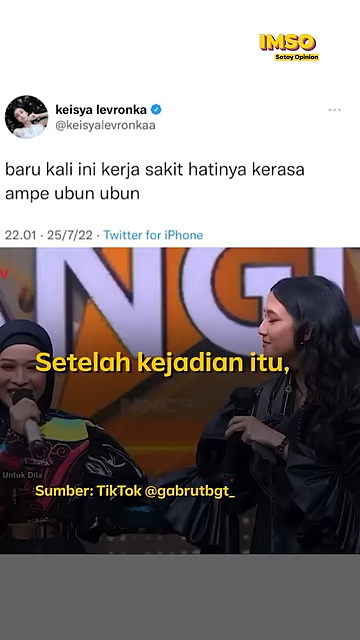 IMSO
Sotoy Opinion
keisya levronka
@keisyalevronkaa
baru kali ini kerja sakit hatinya kerasa
ampe ubun ubun
22.01 · 25/7/22 · Twitter for iPhone
ANG
Setelah kejadian itu,
Untuk Dila
Sumber: TikTok @gabrutbgt_